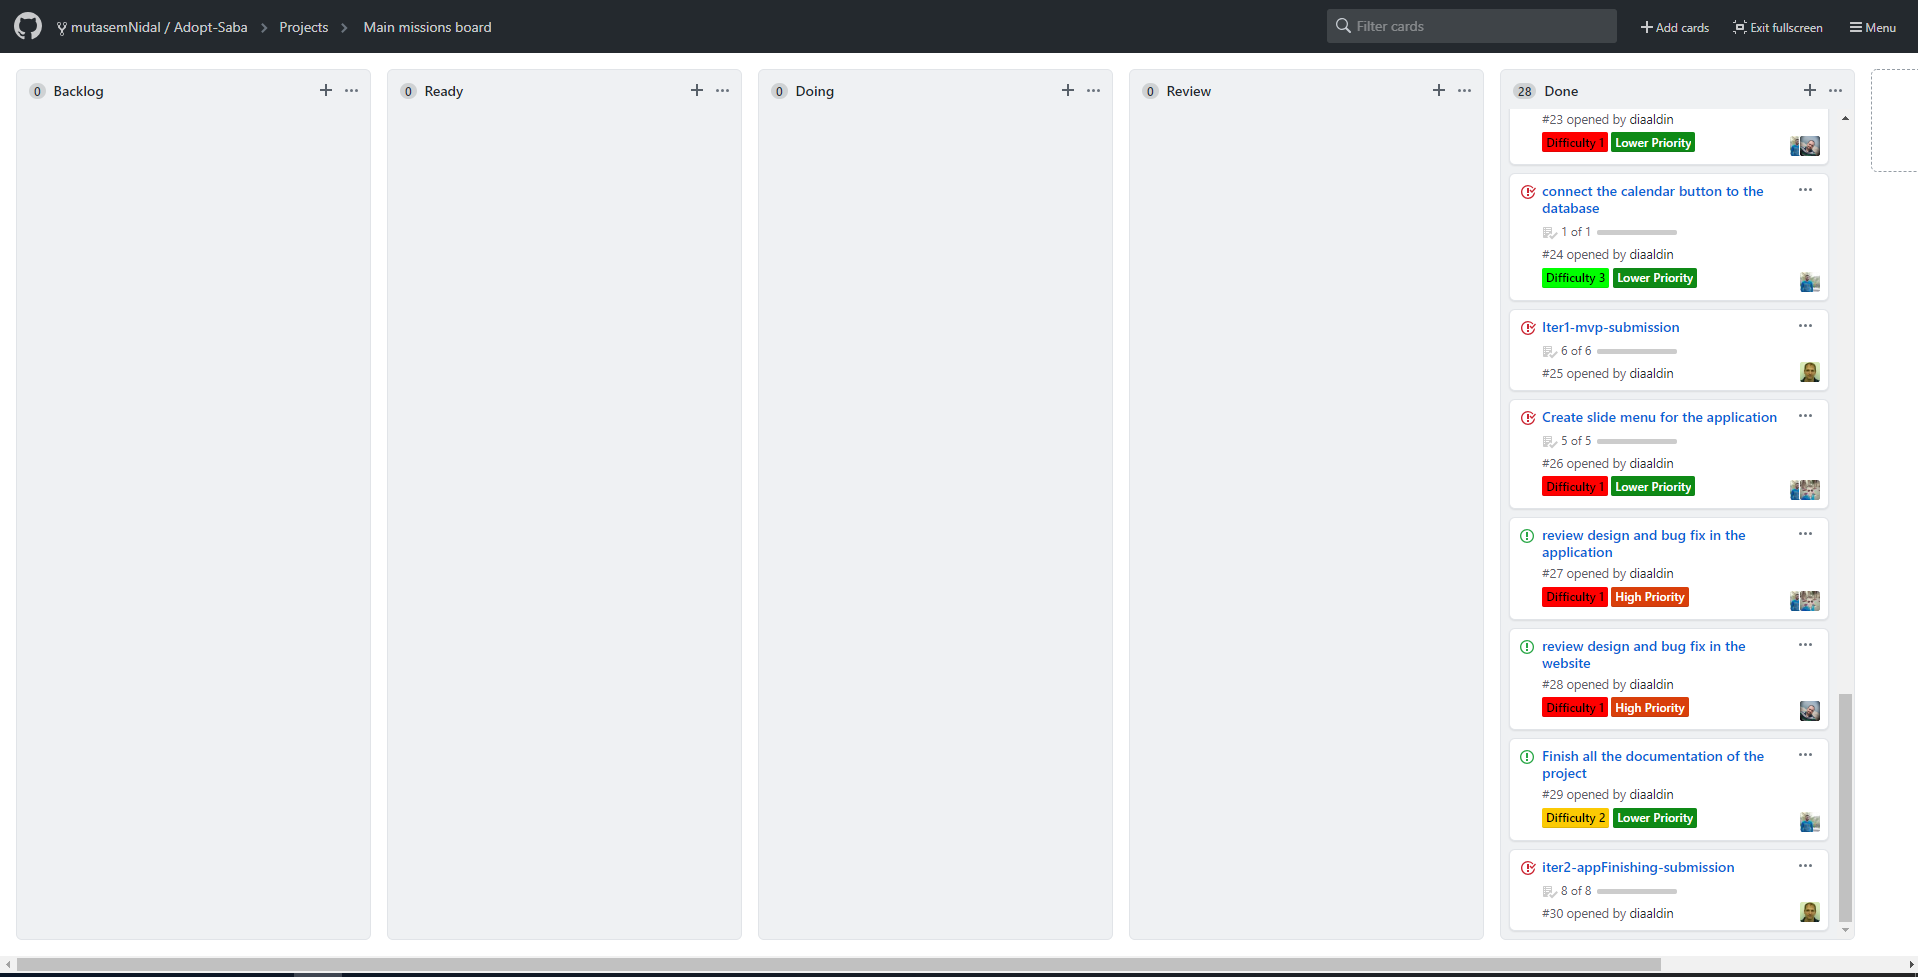 mutasemNidal / Adopt-Saba
Projects
Main missions board
Filter cards
Add cards
Exit fullscreen
Menu
0 Backlog
0 Ready
0 Doing
0 Review
28 Done
#23 opened by diaaldin
Difficulty 1 Lower Priority
connect the calendar button to the
database
1 of 1
#24 opened by diaaldin
Difficulty 3 Lower Priority
Iter1-mvp-submission
6 of 6
#25 opened by diaaldin
Create slide menu for the application
5 of 5
#26 opened by diaaldin
Difficulty 1 Lower Priority
review design and bug fix in the
application
#27 opened by diaaldin
Difficulty 1 High Priority
review design and bug fix in the
website
#28 opened by diaaldin
Difficulty 1 High Priority
Finish all the documentation of the
project
#29 opened by diaaldin
Difficulty 2 Lower Priority
iter2-appFinishing-submission
8 of 8
#30 opened by diaaldin